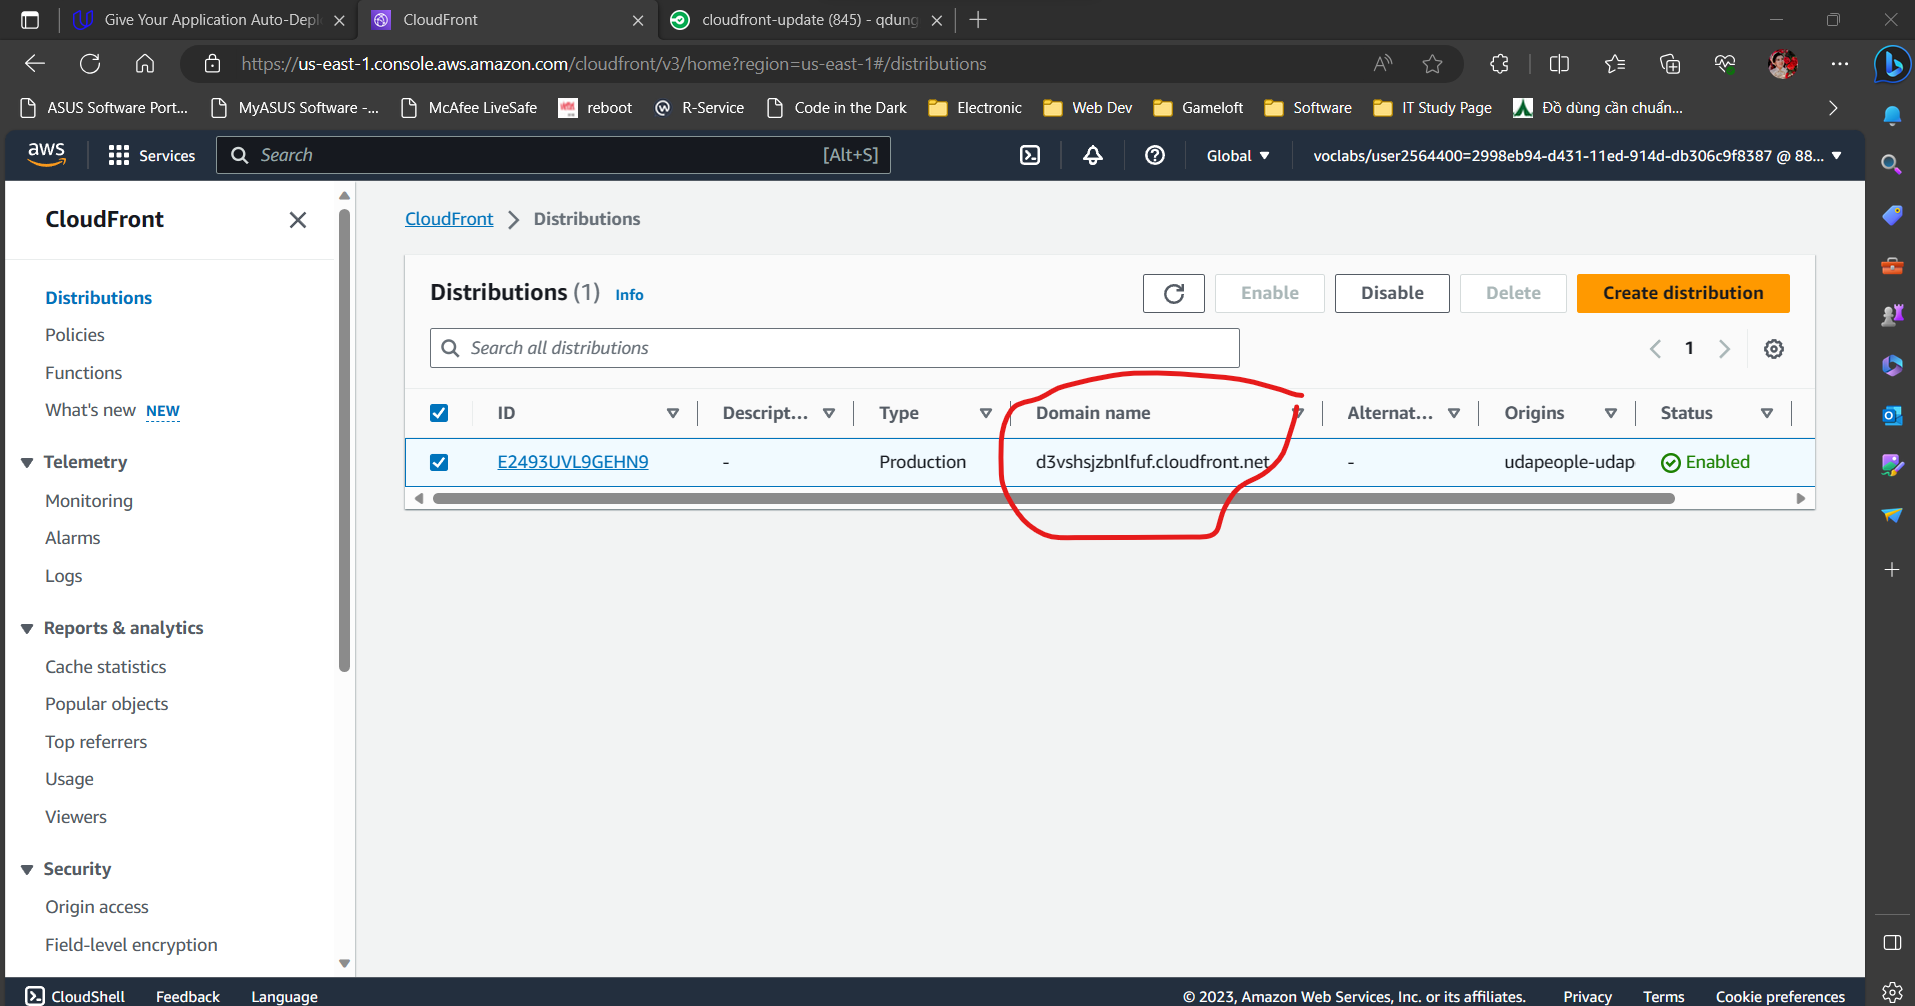 Give Your Application Auto-Depl
CloudFront
cloudfront-update (845) - qdung
https://us-east-1.console.aws.amazon.com/cloudfront/v3/home?region=us-east-1#/distributions
ASUS Software Port...
MyASUS Software -...
McAfee LiveSafe
reboot
R-Service
Code in the Dark
Electronic
Web Dev
Gameloft
Software
IT Study Page
Đồ dùng cần chuẩn...
aws
Services
Search
[Alt+S]
Global
voclabs/user2564400=2998eb94-d431-11ed-914d-db306c9f8387 @ 88...
CloudFront
Distributions
Policies
Functions
What's new NEW
Telemetry
Monitoring
Alarms
Logs
Reports & analytics
Cache statistics
Popular objects
Top referrers
Usage
Viewers
Security
Origin access
Field-level encryption
CloudFront > Distributions
Distributions (1) Info
Enable
Disable
Delete
Create distribution
Search all distributions
1
ID Descript... Type Domain name Alternat... Origins Status
E2493UVL9GEHN9 - Production d3vshsjzbnlfuf.cloudfront.net - udapeople-udap Enabled
CloudShell
Feedback
Language
© 2023, Amazon Web Services, Inc. or its affiliates.
Privacy
Terms
Cookie preferences